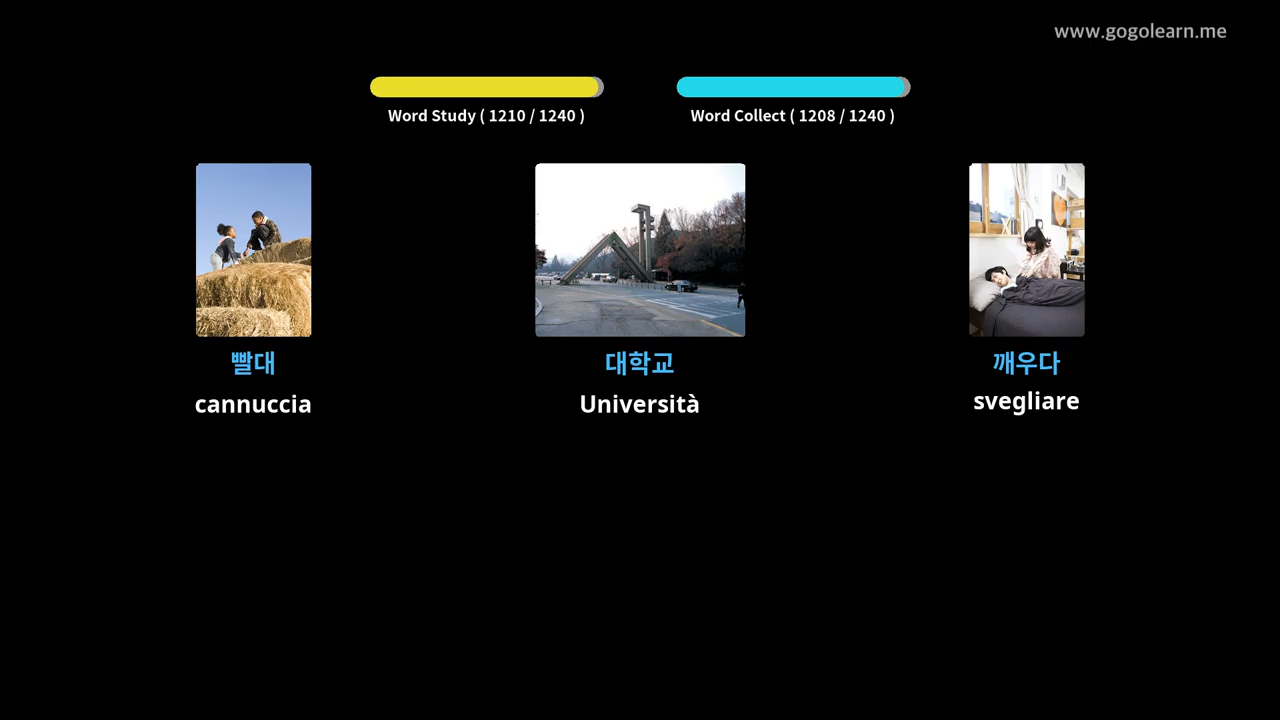 www.gogolearn.me
Word Study ( 1210 / 1240 )
Word Collect ( 1208 / 1240 )
빨대
대학교
깨우다
cannuccia
Università
svegliare